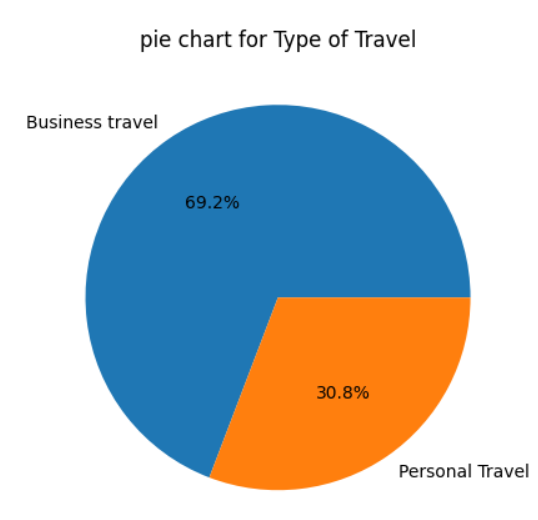 pie chart for Type of Travel
Business travel
69.2%
30.8%
Personal Travel